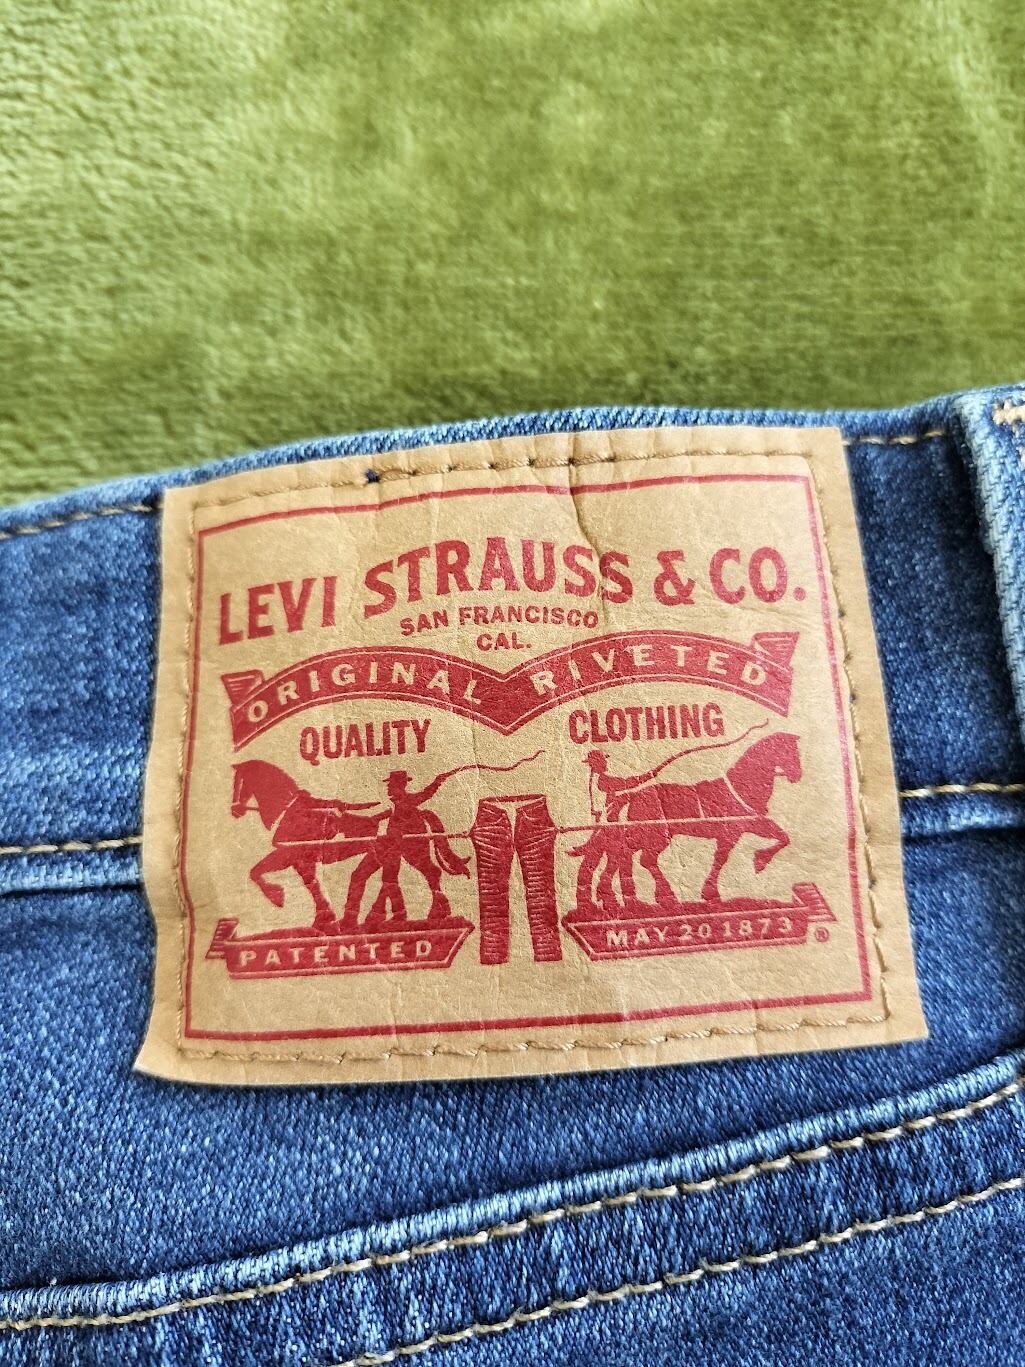 LEVI STRAUSS & CO.
SAN FRANCISCO
CAL.
ORIGINAL RIVETED
QUALITY CLOTHING
PATENTED MAY 20 1873 ®